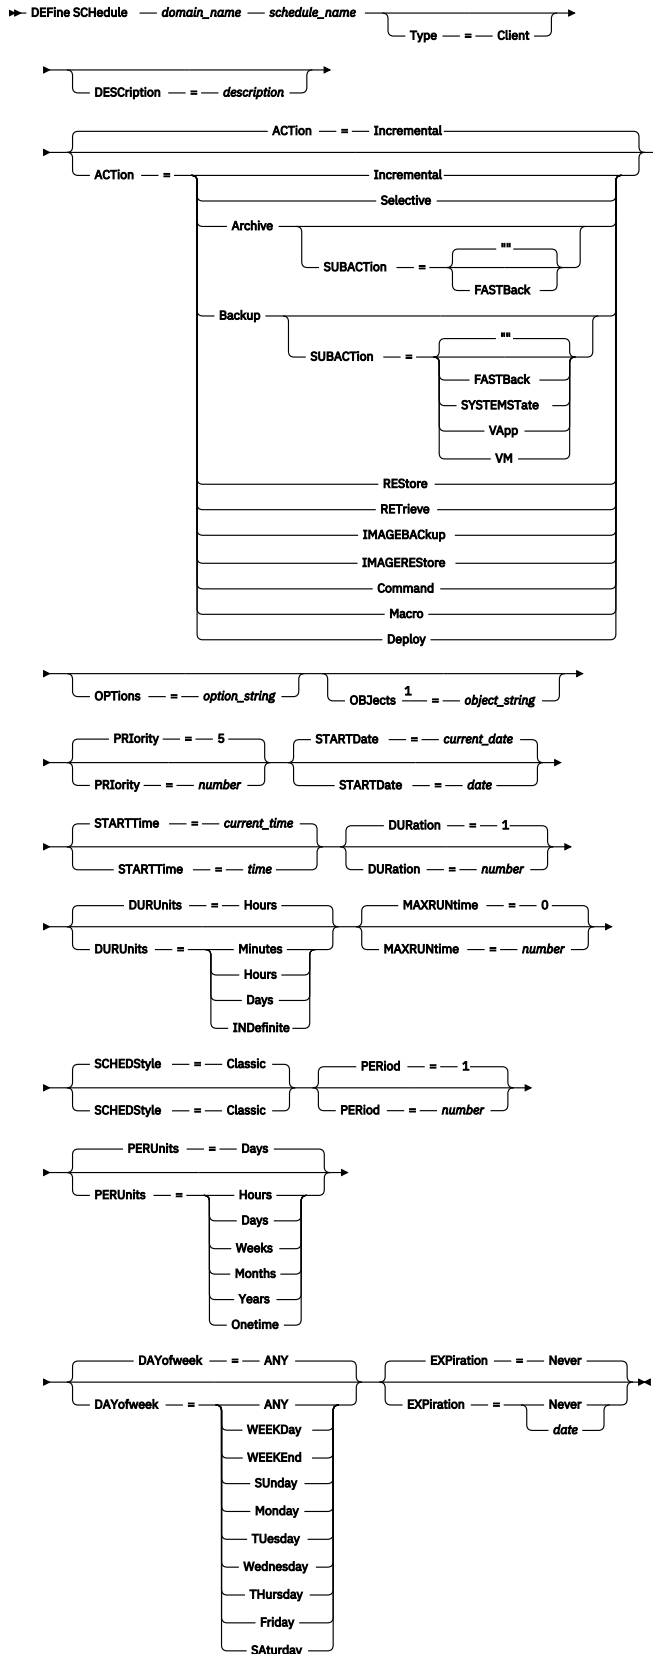 DEFine SCHedule domain_name schedule_name
Type = Client
DESCription = description
ACTion = Incremental
ACTion = Incremental
Selective
Archive
""
SUBACTion =
FASTBack
Backup
""
SUBACTion =
FASTBack
SYSTEMSTate
VApp
VM
REStore
RETrieve
IMAGEBACkup
IMAGEREStore
Command
Macro
Deploy
OPTions = option_string OBJects 1 = object_string
PRIority = 5 STARTDate = current_date
PRIority = number STARTDate = date
STARTTime = current_time DURation = 1
STARTTime = time DURation = number
DURUnits = Hours MAXRUNtime = 0
DURUnits = Minutes MAXRUNtime = number
Hours
Days
INDefinite
SCHEDStyle = Classic PERiod = 1
SCHEDStyle = Classic PERiod = number
PERUnits = Days
PERUnits = Hours
Days
Weeks
Months
Years
Onetime
DAYofweek = ANY EXPiration = Never
DAYofweek = ANY EXPiration = Never
WEEKDay date
WEEKEnd
SUnday
Monday
TUesday
Wednesday
THursday
Friday
SAturday